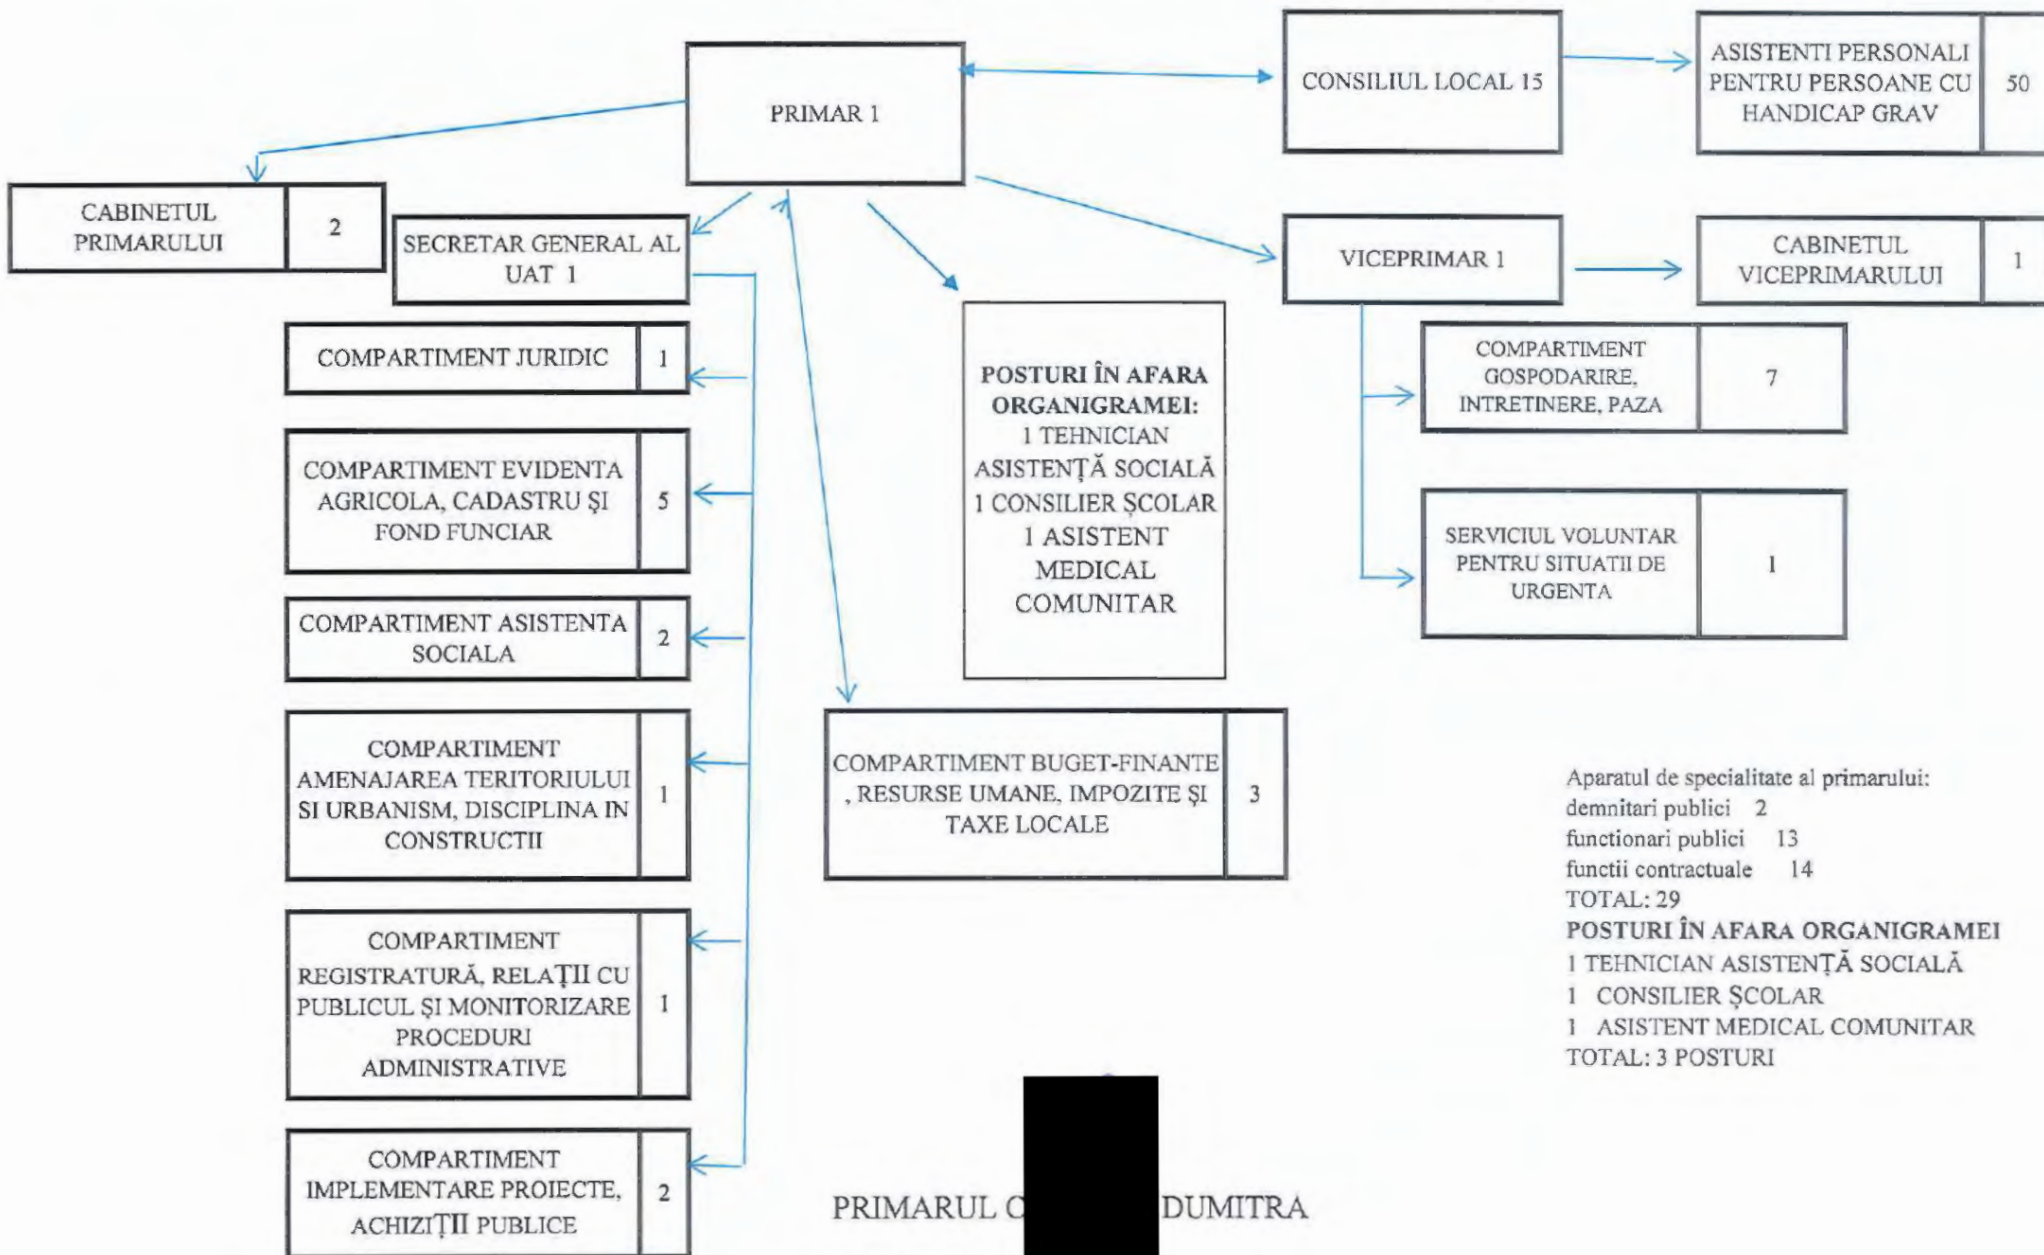 PRIMAR 1
CONSILIUL LOCAL 15
ASISTENTI PERSONALI
PENTRU PERSOANE CU
HANDICAP GRAV
50
CABINETUL
PRIMARULUI
2
SECRETAR GENERAL AL
UAT 1
VICEPRIMAR 1
CABINETUL
VICEPRIMARULUI
1
COMPARTIMENT JURIDIC
1
COMPARTIMENT EVIDENTA
AGRICOLA, CADASTRU ȘI
FOND FUNCIAR
5
COMPARTIMENT ASISTENTA
SOCIALA
2
COMPARTIMENT
AMENAJAREA TERITORIULUI
SI URBANISM, DISCIPLINA IN
CONSTRUCTII
1
COMPARTIMENT
REGISTRATURĂ, RELAȚII CU
PUBLICUL ȘI MONITORIZARE
PROCEDURI
ADMINISTRATIVE
1
COMPARTIMENT
IMPLEMENTARE PROIECTE,
ACHIZIȚII PUBLICE
2
POSTURI ÎN AFARA
ORGANIGRAMEI:
1 TEHNICIAN
ASISTENȚĂ SOCIALĂ
1 CONSILIER ȘCOLAR
1 ASISTENT
MEDICAL
COMUNITAR
COMPARTIMENT BUGET-FINANTE
, RESURSE UMANE, IMPOZITE ȘI
TAXE LOCALE
3
COMPARTIMENT
GOSPODARIRE,
INTRETINERE, PAZA
7
SERVICIUL VOLUNTAR
PENTRU SITUATII DE
URGENTA
1
Aparatul de specialitate al primarului:
demnitari publici 2
functionari publici 13
functii contractuale 14
TOTAL: 29
POSTURI ÎN AFARA ORGANIGRAMEI
1 TEHNICIAN ASISTENȚĂ SOCIALĂ
1 CONSILIER ȘCOLAR
1 ASISTENT MEDICAL COMUNITAR
TOTAL: 3 POSTURI
PRIMARUL DUMITRA